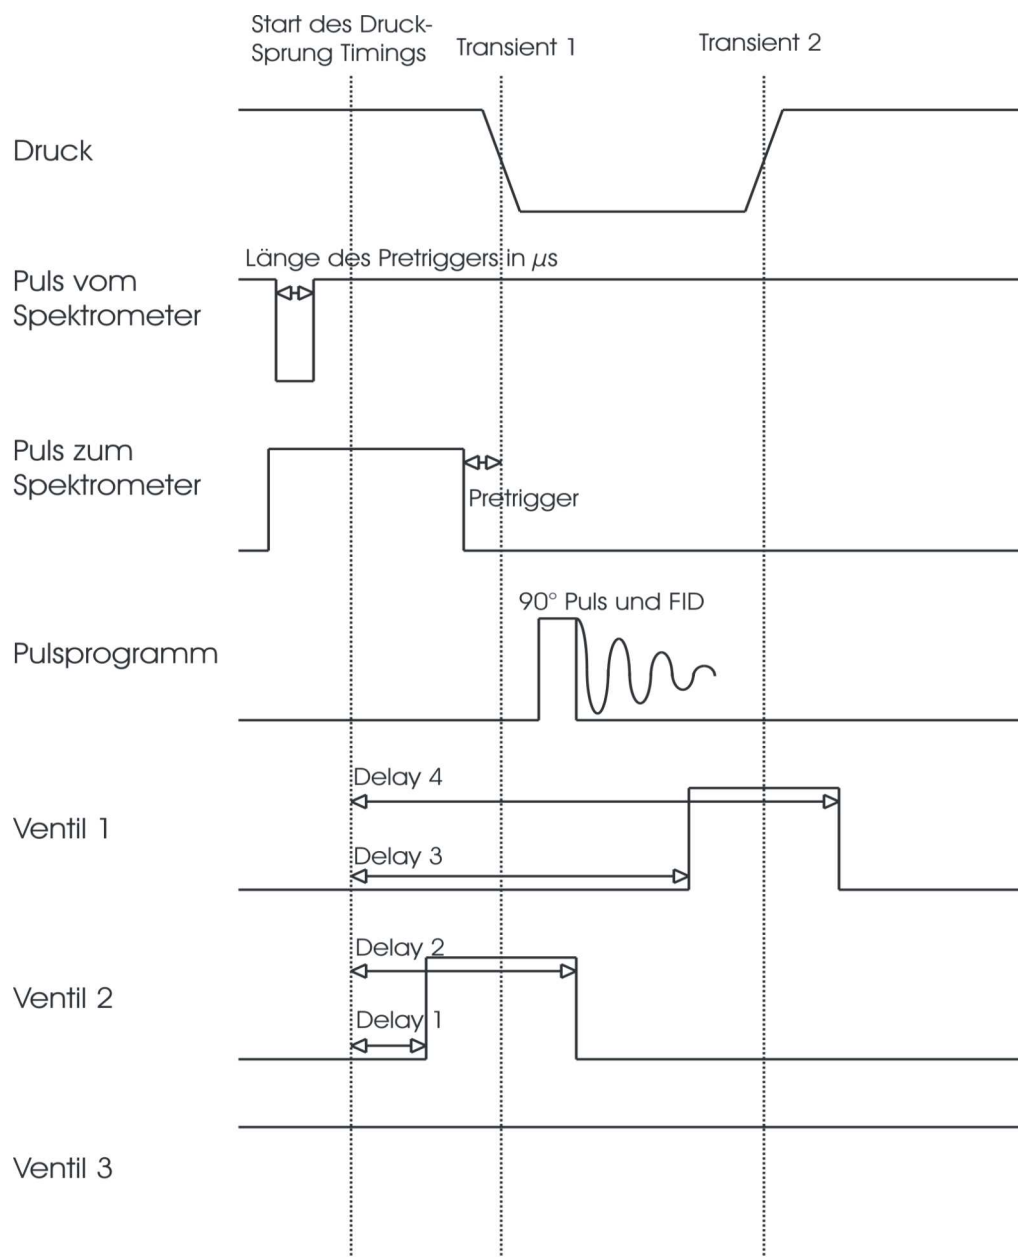 Start des Druck-
Sprung Timings
Transient 1
Transient 2
Druck
Länge des Pretriggers in µs
Puls vom
Spektrometer
Puls zum
Spektrometer
Pretrigger
90° Puls und FID
Pulsprogramm
Delay 4
Ventil 1
Delay 3
Delay 2
Ventil 2
Delay 1
Ventil 3